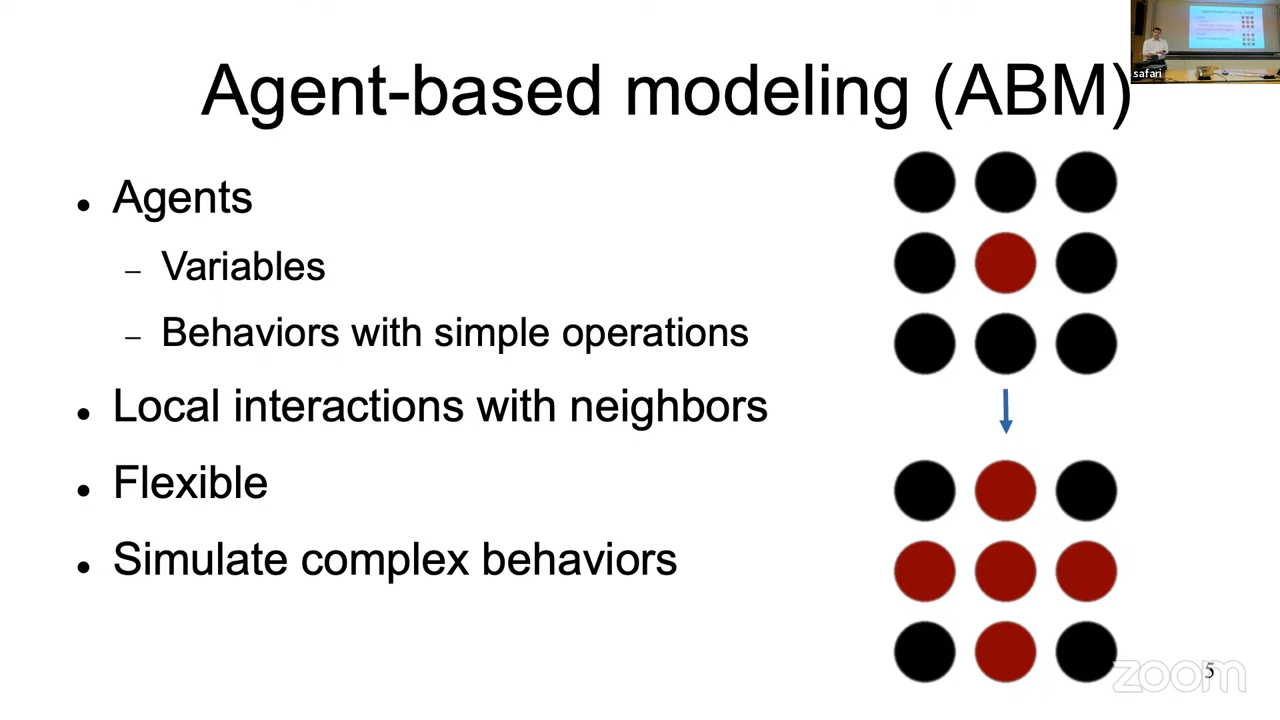 safari
Agent-based modeling (ABM)
● Agents
– Variables
– Behaviors with simple operations
● Local interactions with neighbors
● Flexible
● Simulate complex behaviors
5
zoom